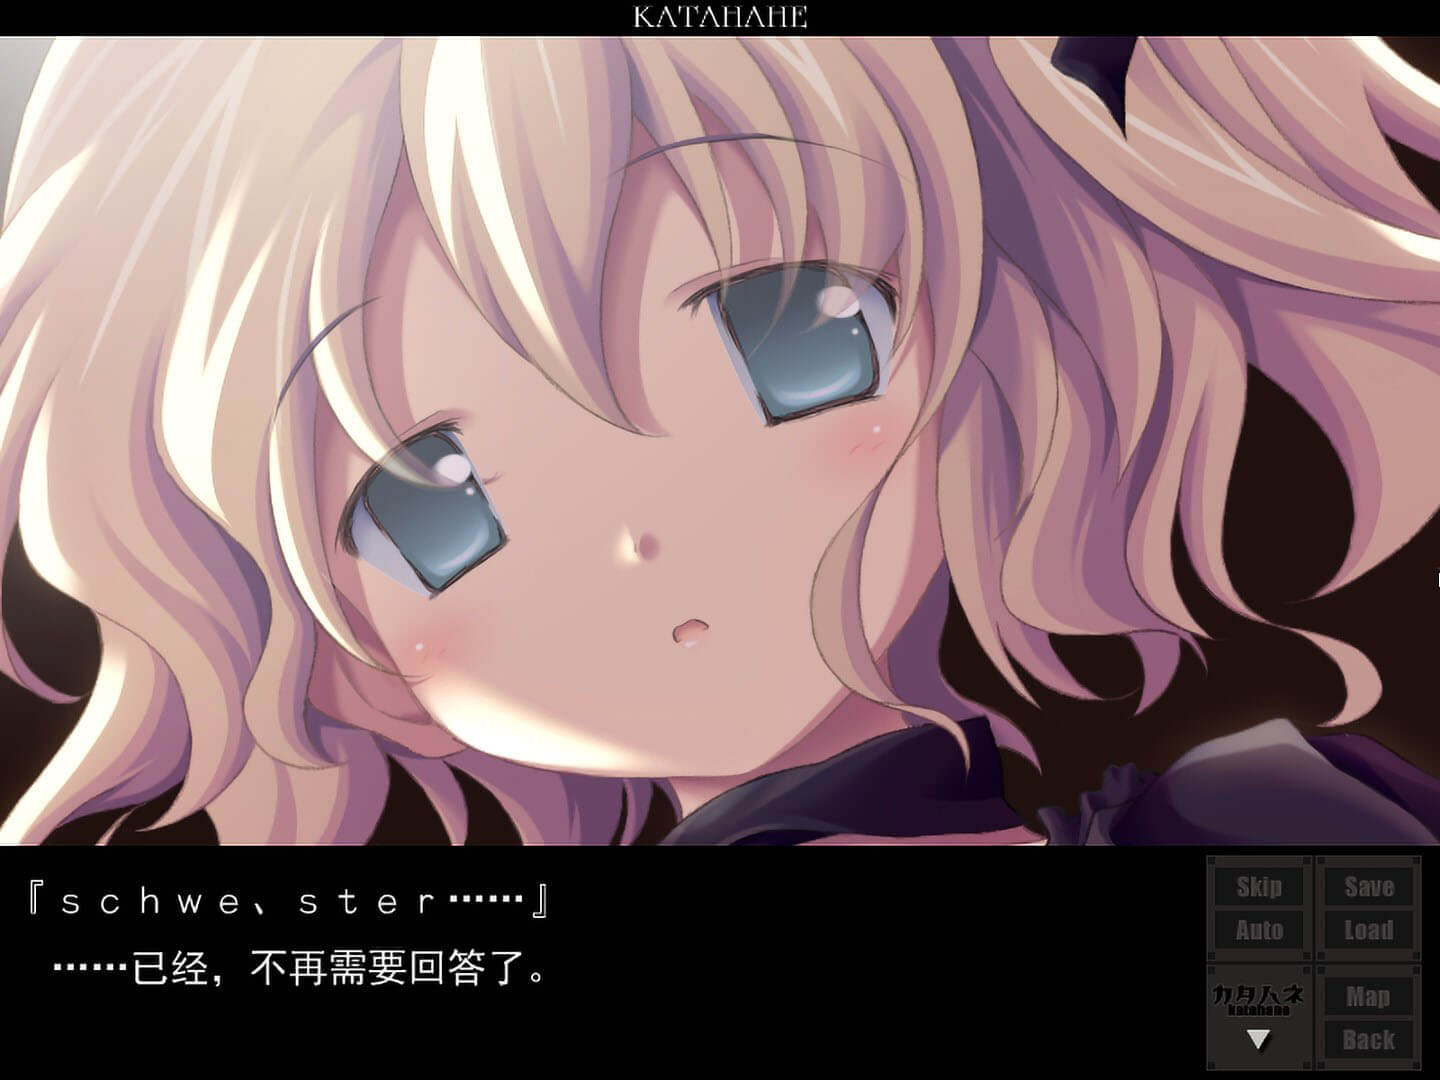 KATAHAHE
『ｓｃｈｗｅ、ｓｔｅｒ……』
……已经，不再需要回答了。
Skip
Save
Auto
Load
カタハネ
katahane
Map
Back